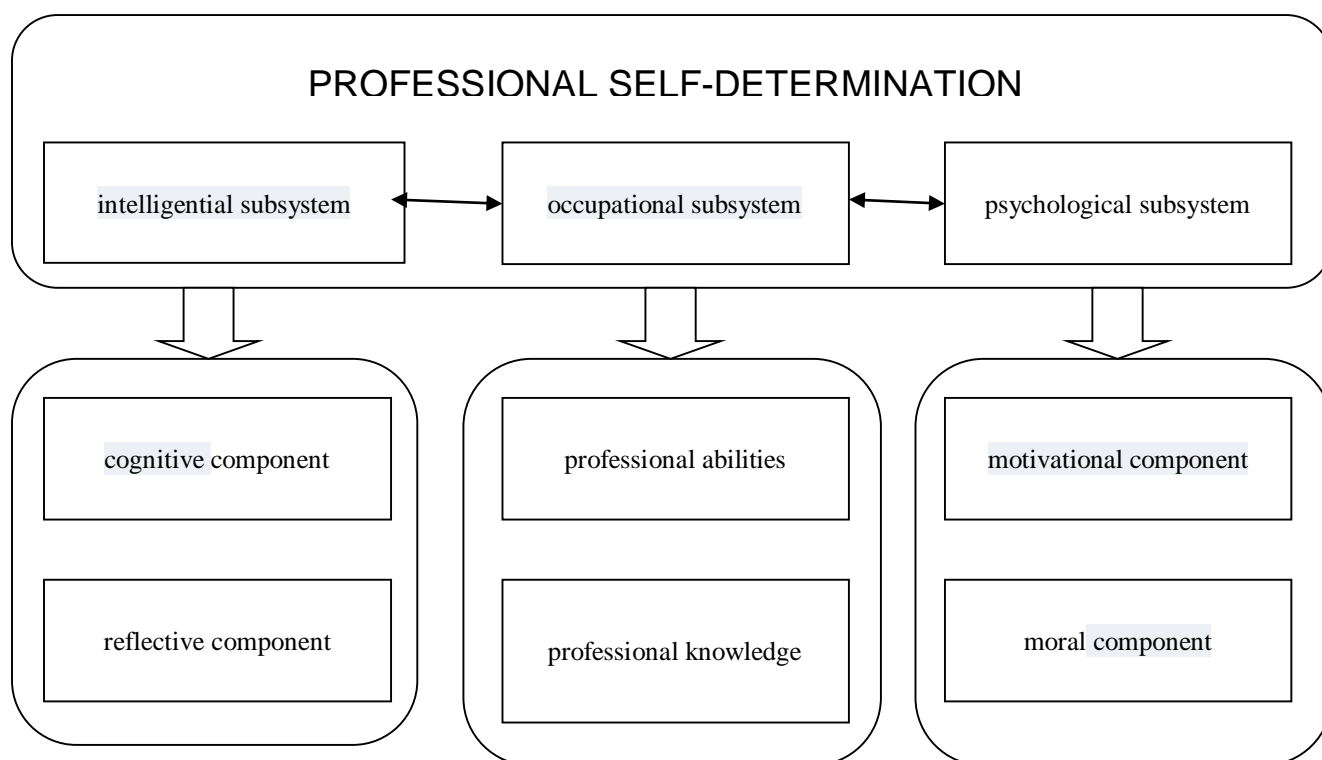 PROFESSIONAL SELF-DETERMINATION
intelligential subsystem
occupational subsystem
psychological subsystem
cognitive component
professional abilities
motivational component
reflective component
professional knowledge
moral component